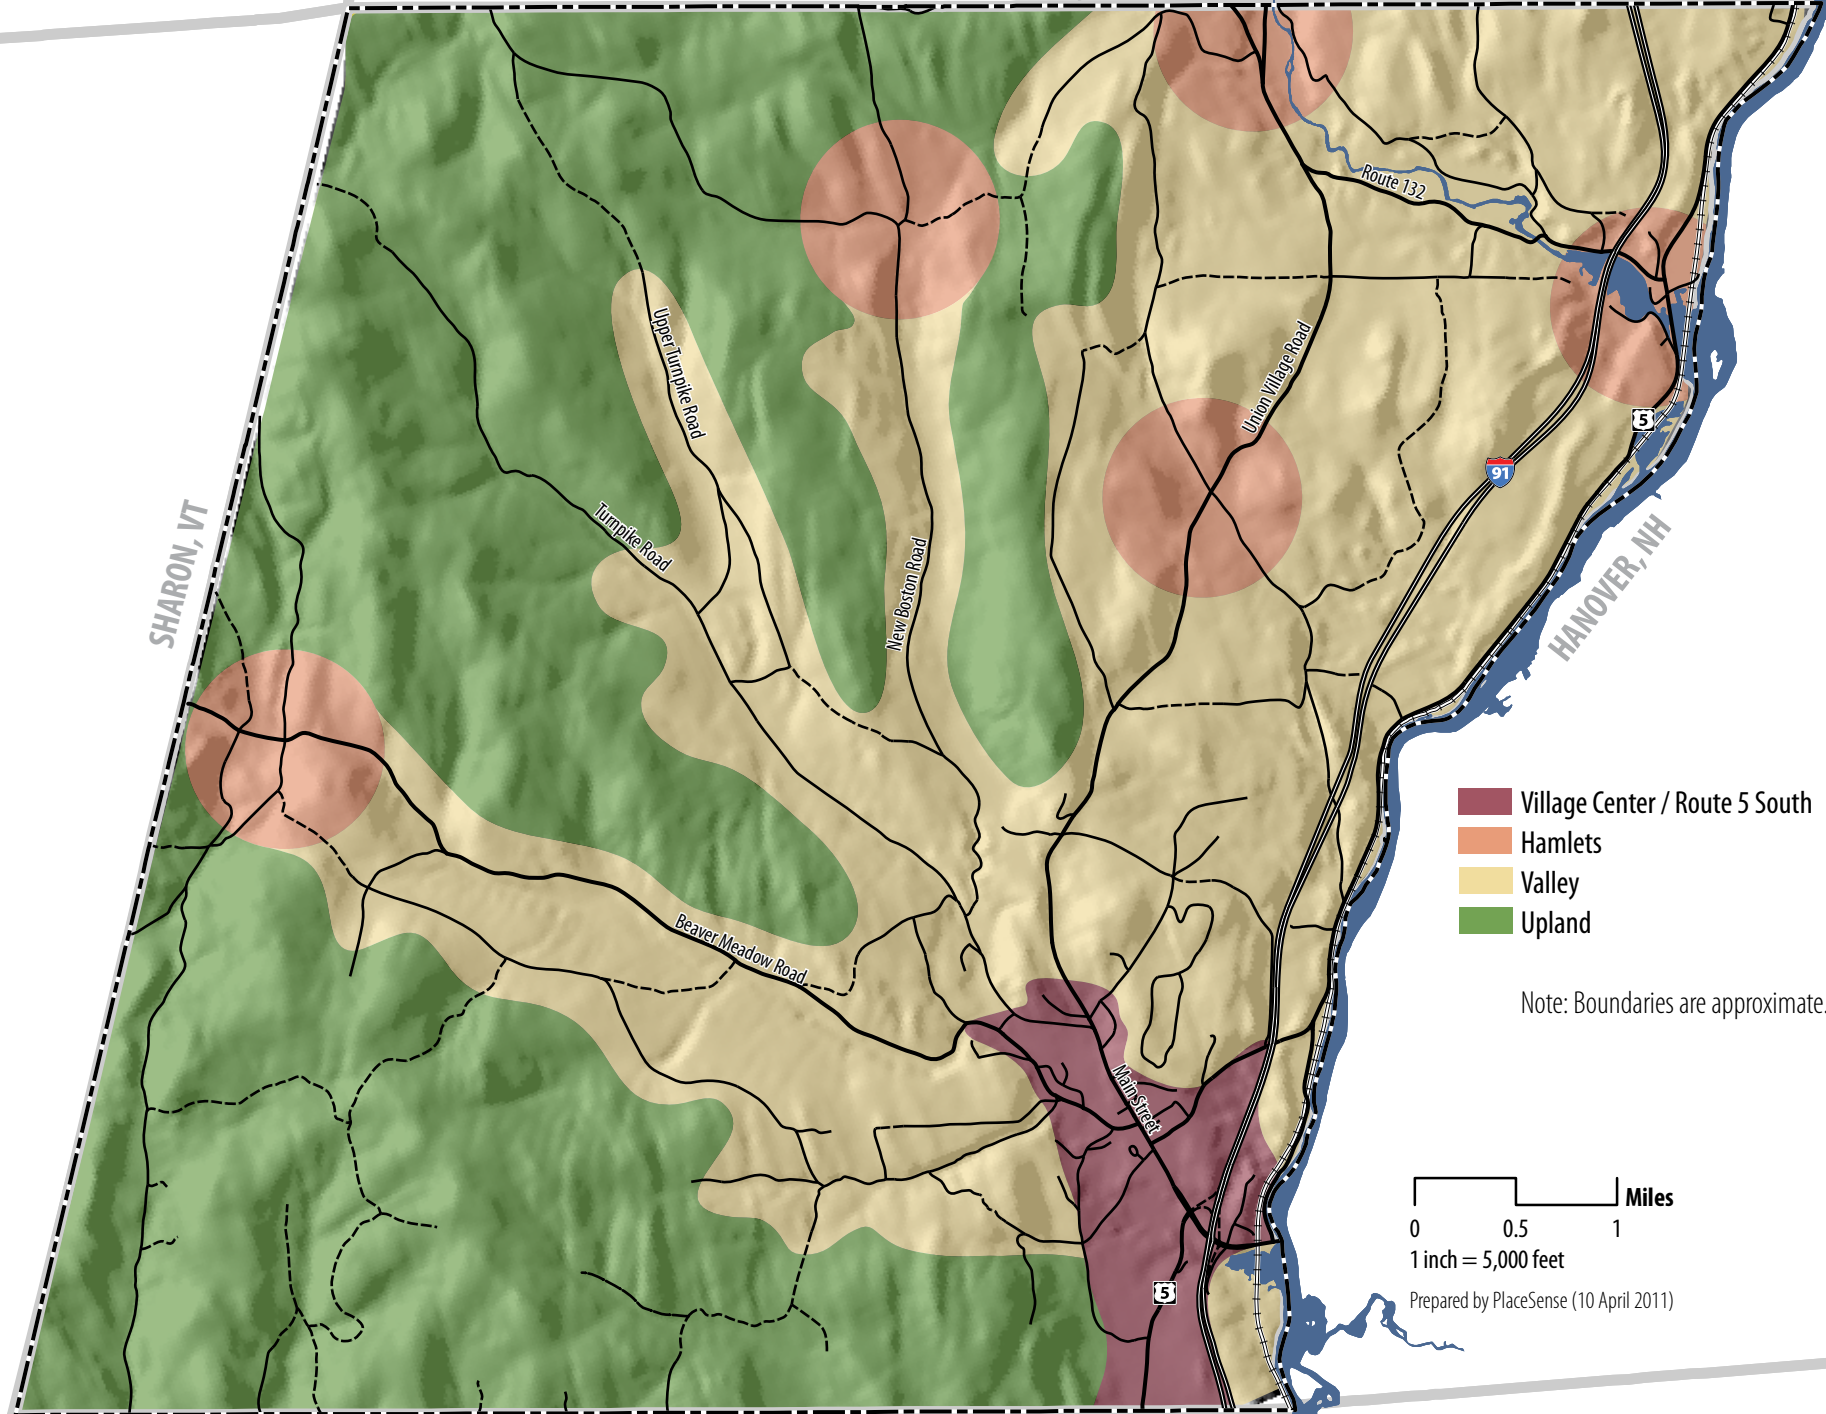 Route 132
Upper Turnpike Road
Union Village Road
5
91
SHARON, VT
Turnpike Road
New Boston Road
HANOVER, NH
Village Center / Route 5 South
Hamlets
Valley
Upland
Beaver Meadow Road
Note: Boundaries are approximate.
Main Street
Miles
0 0.5 1
1 inch = 5,000 feet
5
Prepared by PlaceSense (10 April 2011)